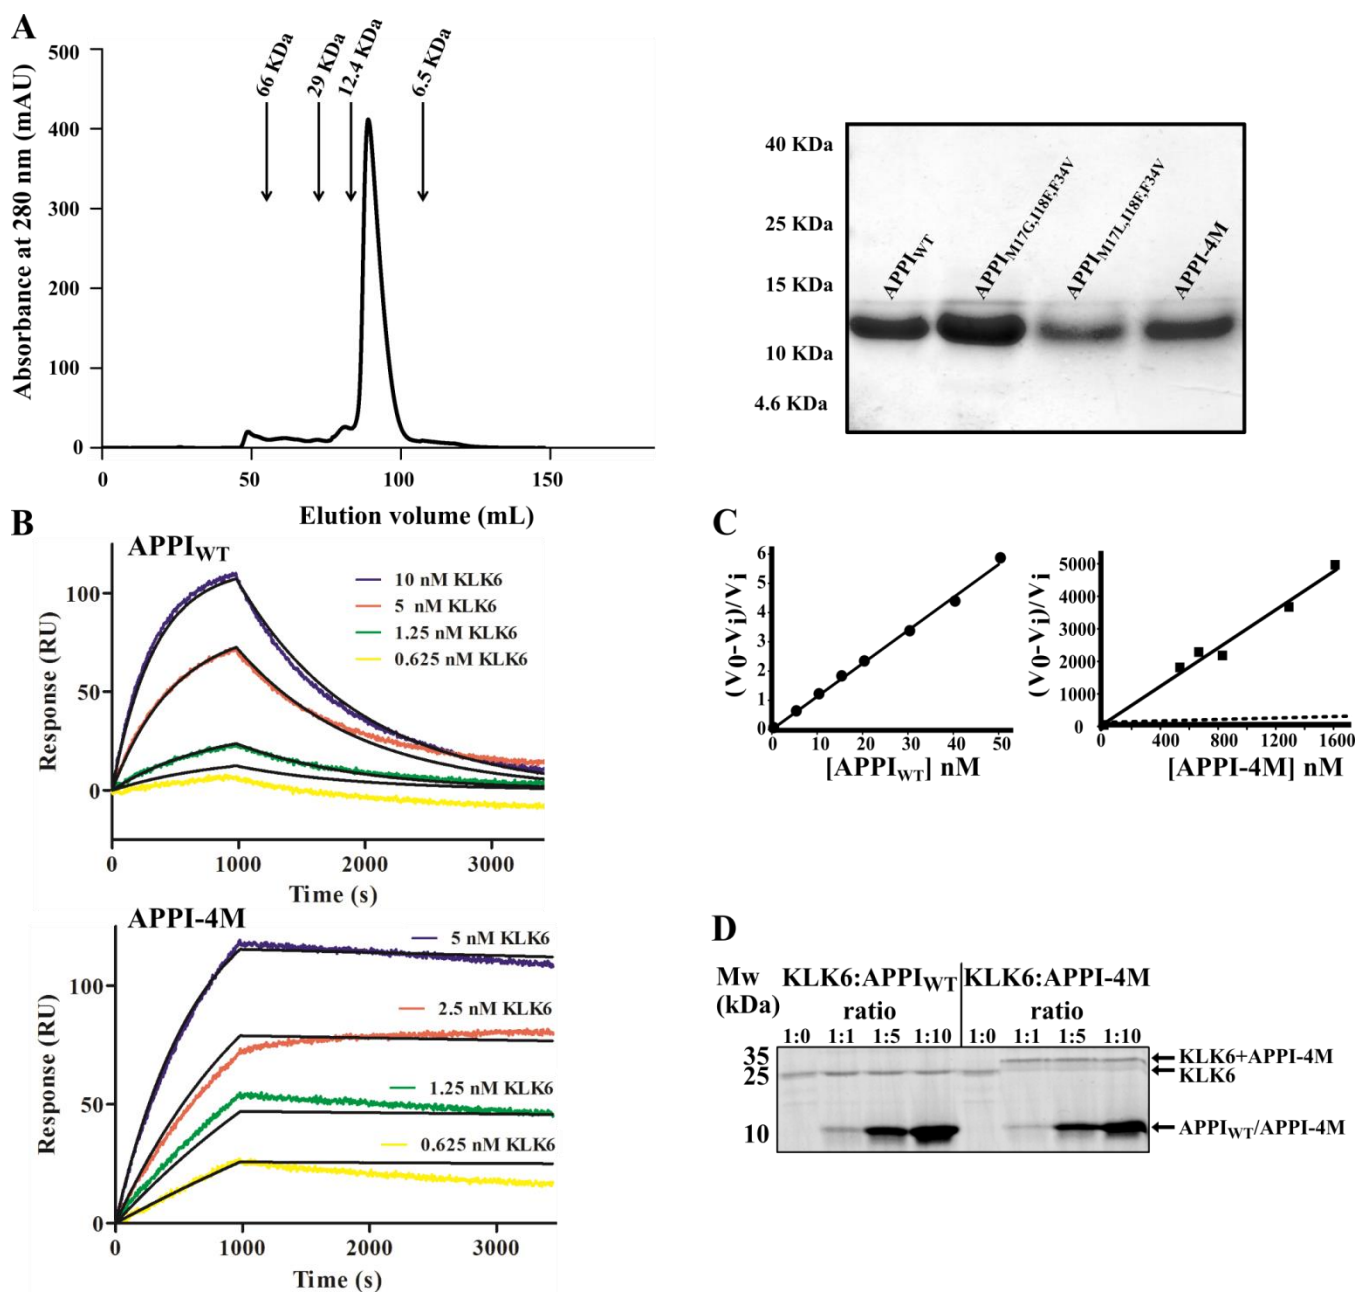 A
Absorbance at 280 nm (mAU)
500
400
300
200
100
0
66 KDa
29 KDa
12.4 KDa
6.5 KDa
0
50
100
150
Elution volume (mL)
40 KDa
25 KDa
15 KDa
10 KDa
4.6 KDa
APPIWT
APPIM17G,I18F,F34V
APPIM17L,I18F,F34V
APPI-4M
B
APPIWT
Response (RU)
100
50
0
10 nM KLK6
5 nM KLK6
1.25 nM KLK6
0.625 nM KLK6
0
1000
2000
3000
Time (s)
APPI-4M
Response (RU)
100
50
0
5 nM KLK6
2.5 nM KLK6
1.25 nM KLK6
0.625 nM KLK6
0
1000
2000
3000
Time (s)
C
(V0-Vi)/Vi
6
5
4
3
2
1
0
0
10
20
30
40
50
[APPIWT] nM
(V0-Vi)/Vi
5000
4000
3000
2000
1000
0
0
400
800
1200
1600
[APPI-4M] nM
D
Mw
(kDa)
KLK6:APPIWT
ratio
KLK6:APPI-4M
ratio
1:0 1:1 1:5 1:10 1:0 1:1 1:5 1:10
35
25
10
KLK6+APPI-4M
KLK6
APPIWT/APPI-4M